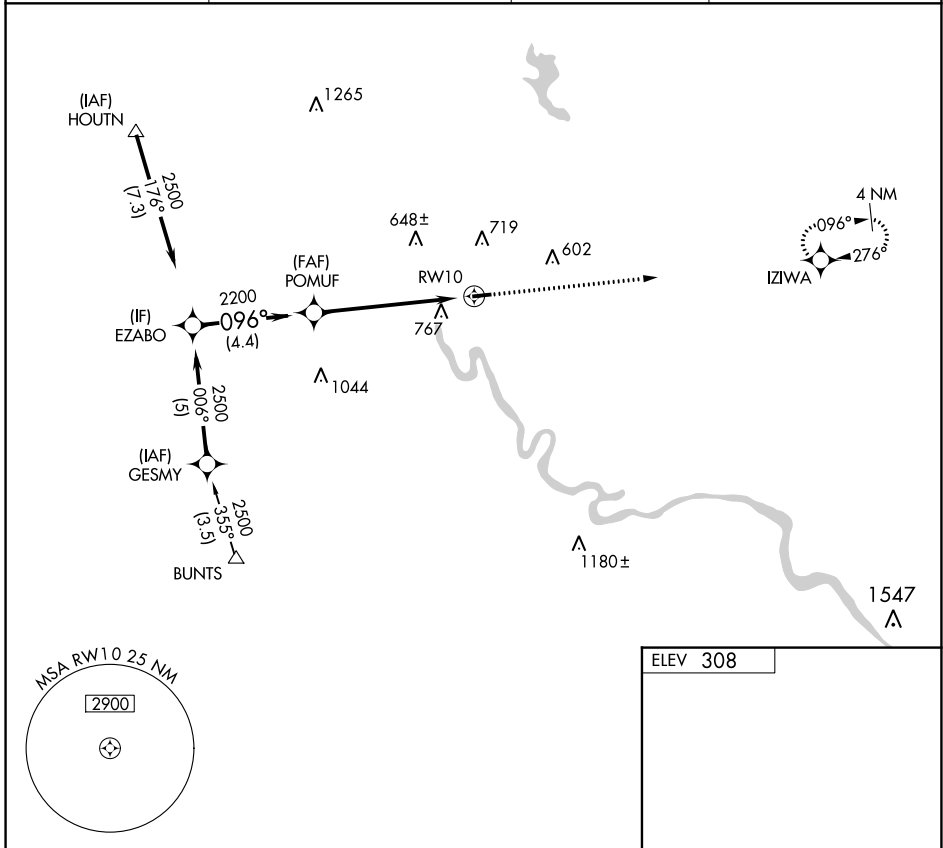 (IAF)
HOUTN
1265
2500
176°
(7.3)
4 NM
096°
276°
IZIWA
648±
719
602
(FAF)
POMUF
RW10
2200
096°
(4.4)
(IF)
EZABO
767
1044
2500
006°
(5)
(IAF)
GESMY
2500
355°
(3.5)
BUNTS
1180±
1547
MSA RW10 25 NM
2900
ELEV 308